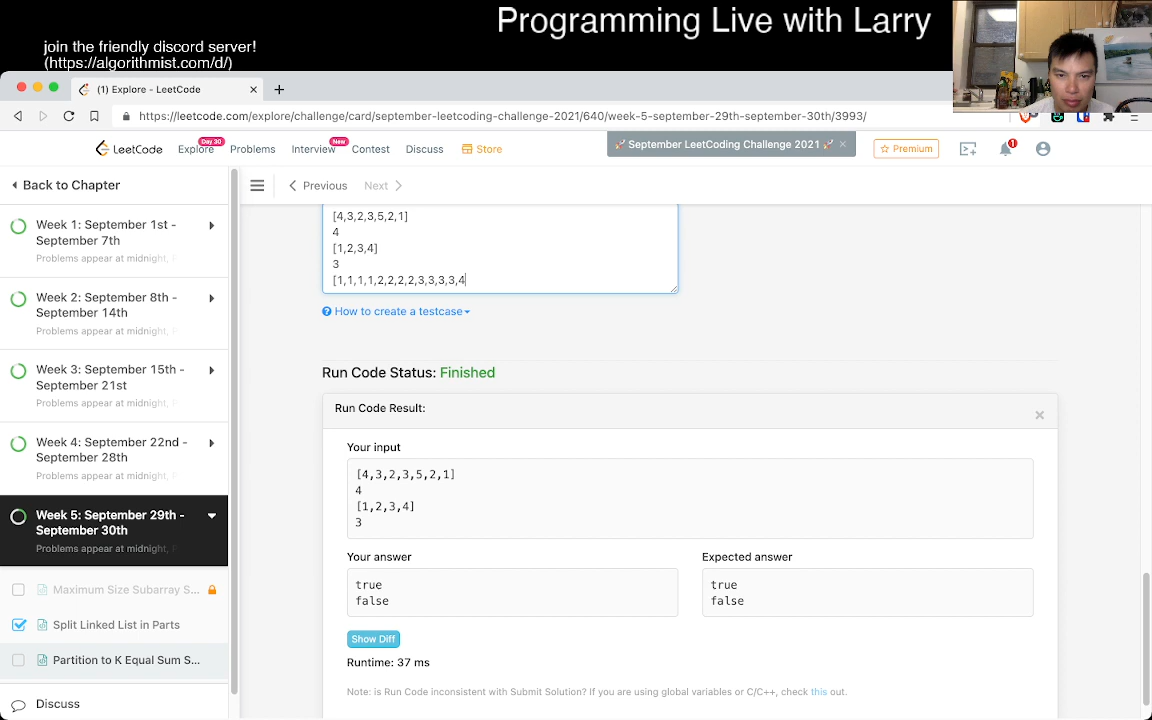 Programming Live with Larry
join the friendly discord server!
(https://algorithmist.com/d/)
(1) Explore - LeetCode
https://leetcode.com/explore/challenge/card/september-leetcoding-challenge-2021/640/week-5-september-29th-september-30th/3993/
LeetCode
Explore
Day 30
Problems
Interview
New
Contest
Discuss
Store
🚀 September LeetCoding Challenge 2021 🚀
Premium
1
Back to Chapter
Previous
Next
Week 1: September 1st -
September 7th
Problems appear at midnight,
Week 2: September 8th -
September 14th
Problems appear at midnight,
Week 3: September 15th -
September 21st
Problems appear at midnight,
Week 4: September 22nd -
September 28th
Problems appear at midnight,
Week 5: September 29th -
September 30th
Problems appear at midnight,
Maximum Size Subarray S...
Split Linked List in Parts
Partition to K Equal Sum S...
Discuss
[4,3,2,3,5,2,1]
4
[1,2,3,4]
3
[1,1,1,1,2,2,2,2,3,3,3,3,4
How to create a testcase
Run Code Status: Finished
Run Code Result:
Your input
[4,3,2,3,5,2,1]
4
[1,2,3,4]
3
Your answer
true
false
Expected answer
true
false
Show Diff
Runtime: 37 ms
Note: is Run Code inconsistent with Submit Solution? If you are using global variables or C/C++, check this out.